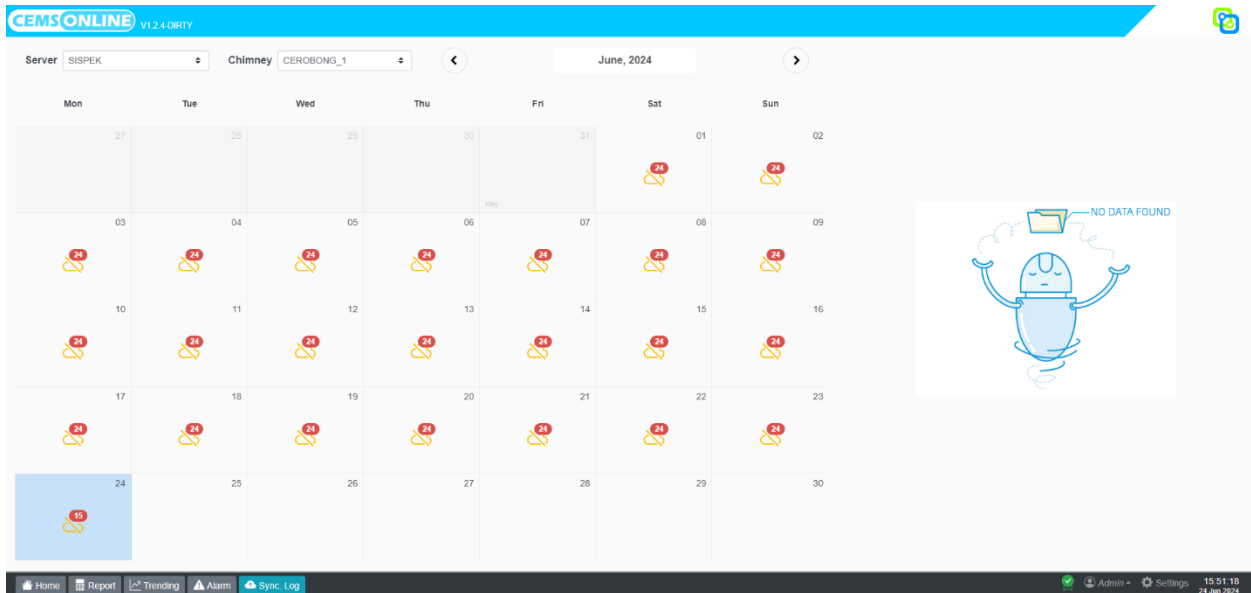 CEMS ONLINE V1.2.4-DIRTY
Server SISPEK Chimney CEROBONG_1 June, 2024
Mon Tue Wed Thu Fri Sat Sun
27 28 29 30 31 01 02
24 24
May
NO DATA FOUND
03 04 05 06 07 08 09
24 24 24 24 24 24 24
10 11 12 13 14 15 16
24 24 24 24 24 24 24
17 18 19 20 21 22 23
24 24 24 24 24 24 24
24 25 26 27 28 29 30
15
Home Report Trending Alarm Sync. Log Admin Settings 15:51:18
24 Jun 2024